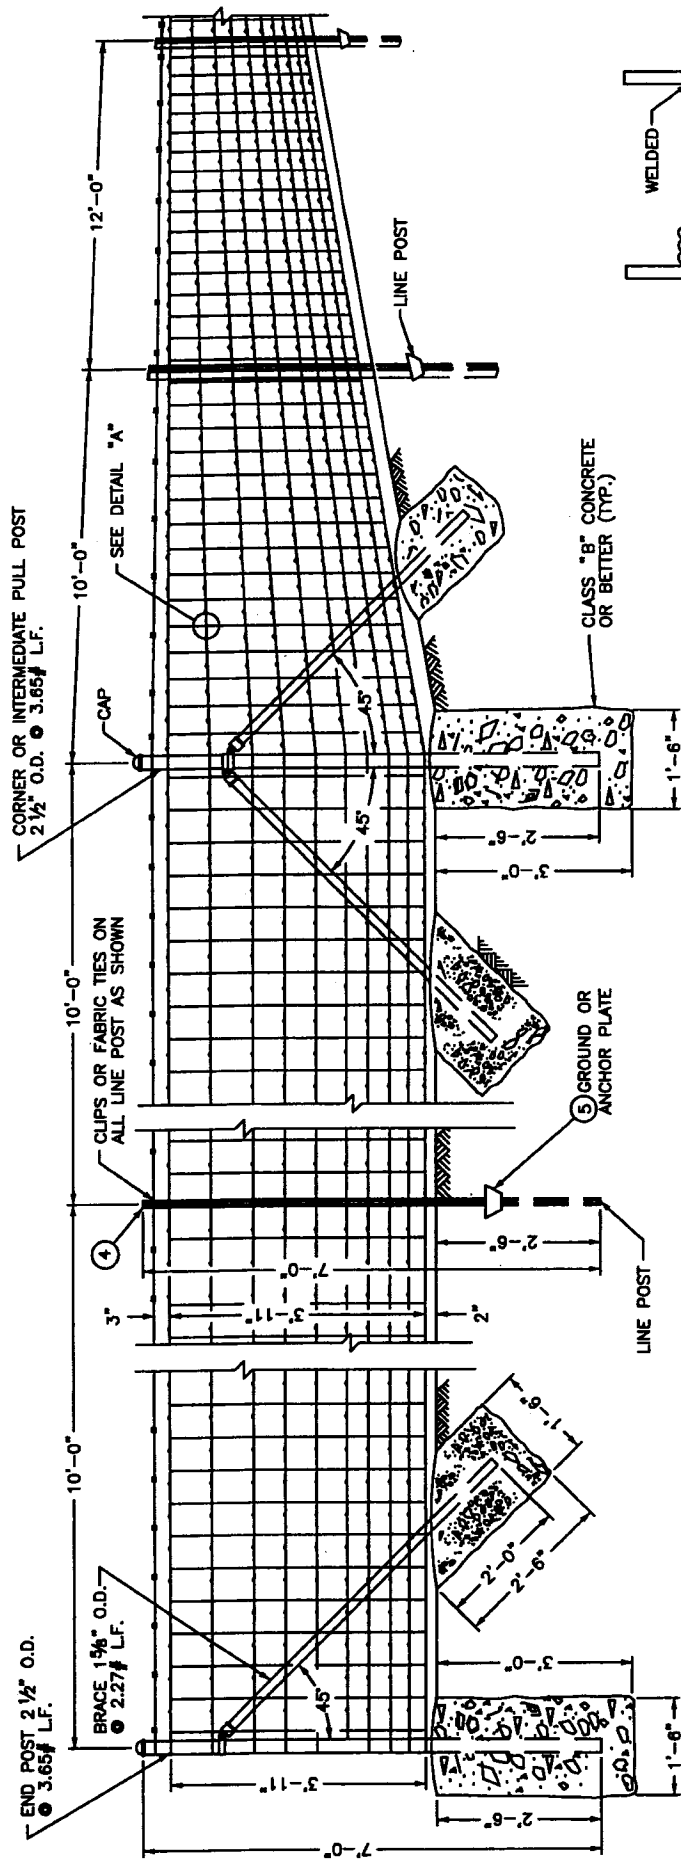 END POST 2 ½" O.D.
@ 3.65# L.F.
BRACE 1⅝" O.D.
@ 2.27# L.F.
10'-0"
10'-0"
10'-0"
12'-0"
CLIPS OR FABRIC TIES ON
ALL LINE POST AS SHOWN
CORNER OR INTERMEDIATE PULL POST
2 ½" O.D. @ 3.65# L.F.
CAP
SEE DETAIL "A"
4
3"
3'-11"
2"
7'-0"
2'-6"
LINE POST
5
GROUND OR
ANCHOR PLATE
45°
45°
45°
3'-11"
7'-0"
2'-6"
3'-0"
1'-6"
2'-0"
2'-6"
1'-6"
2'-6"
3'-0"
1'-6"
CLASS "B" CONCRETE
OR BETTER (TYP.)
LINE POST
WELDED